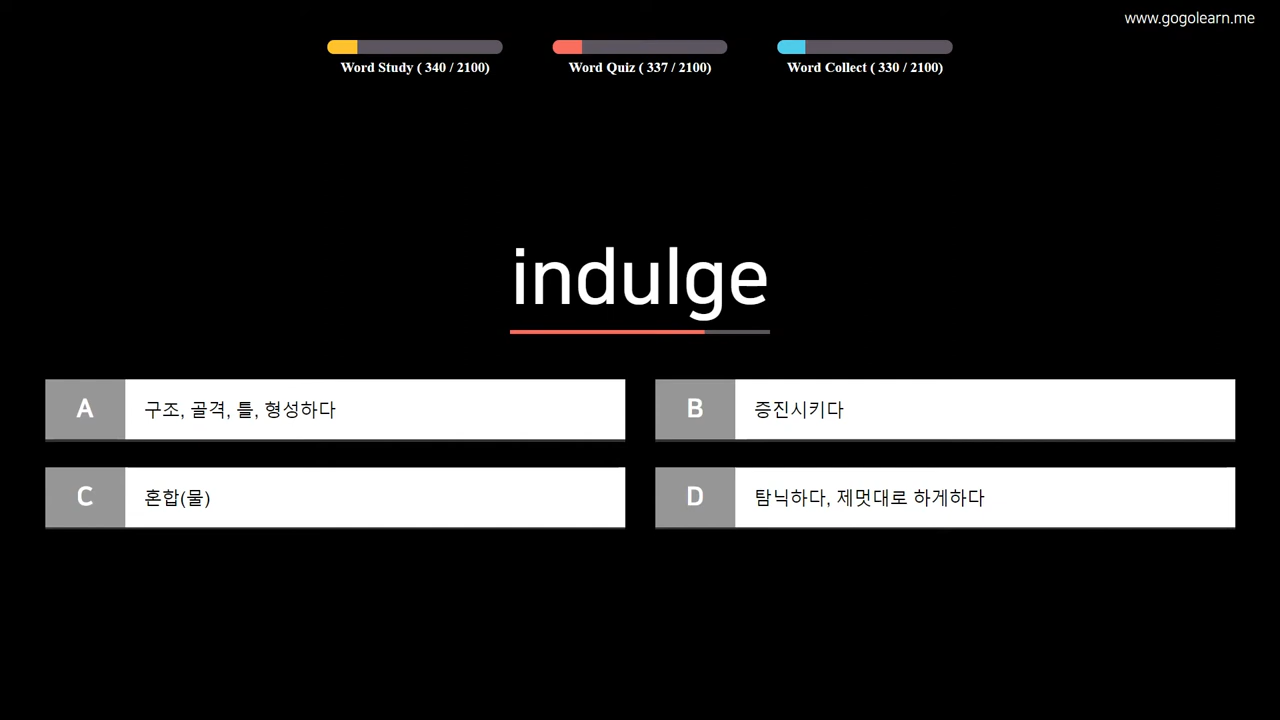 www.gogolearn.me
Word Study ( 340 / 2100)
Word Quiz ( 337 / 2100)
Word Collect ( 330 / 2100)
indulge
A 구조, 골격, 틀, 형성하다
B 증진시키다
C 혼합(물)
D 탐닉하다, 제멋대로 하게하다